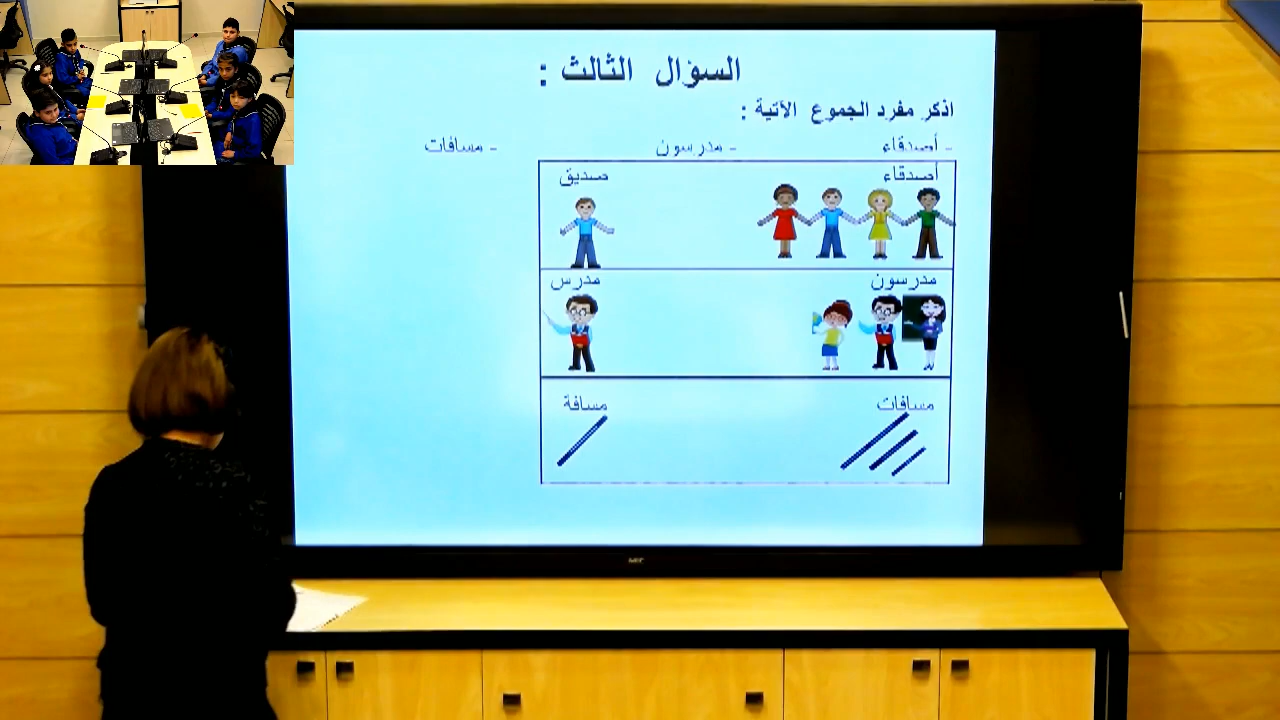 السؤال الثالث :
اذكر مفرد الجموع الآتية :
- أصدقاء - مدرسون - مسافات
أصدقاء صديق
مدرسون مدرس
مسافات مسافة